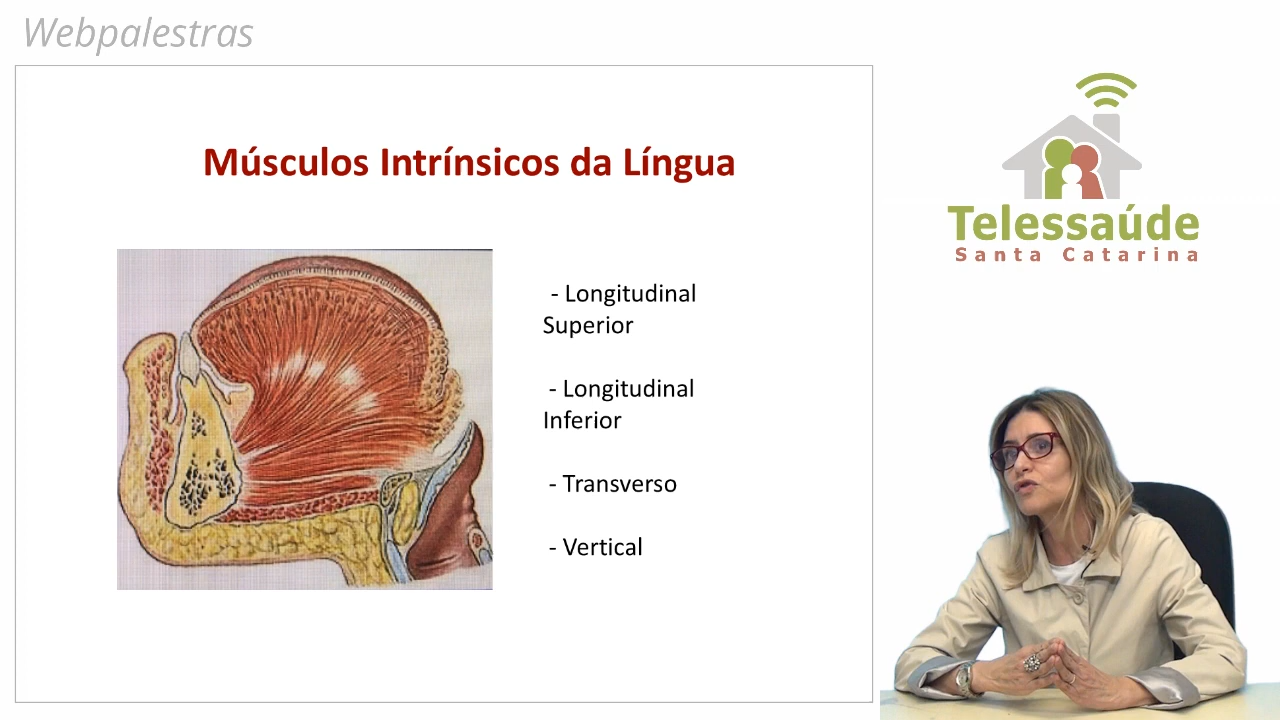 Webpalestras
Músculos Intrínsicos da Língua
- Longitudinal
Superior
- Longitudinal
Inferior
- Transverso
- Vertical
Telessaúde
Santa Catarina